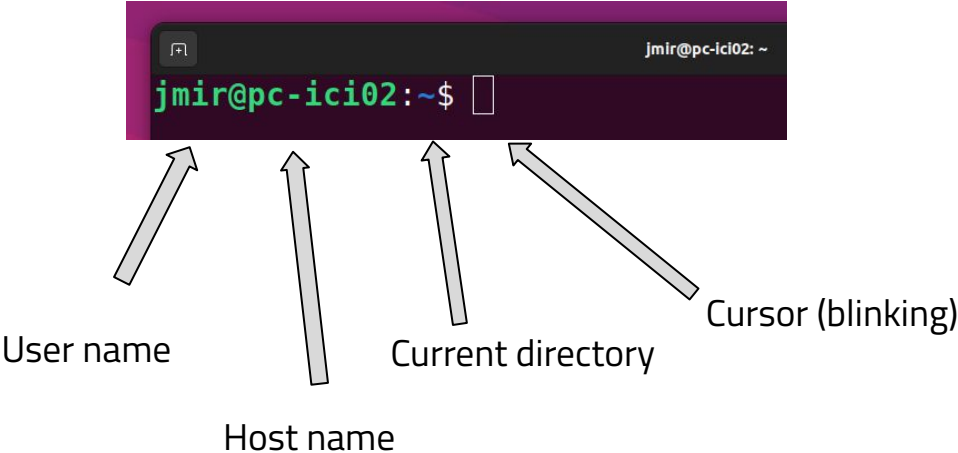 jmir@pc-ici02: ~
jmir@pc-ici02:~$
Cursor (blinking)
User name
Current directory
Host name